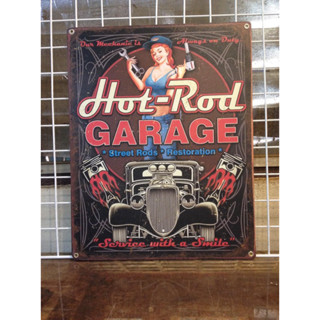 Our Mechanic is Always on Duty
Hot-Rod
GARAGE
* Street Rods * Restoration *
"Service with a Smile"